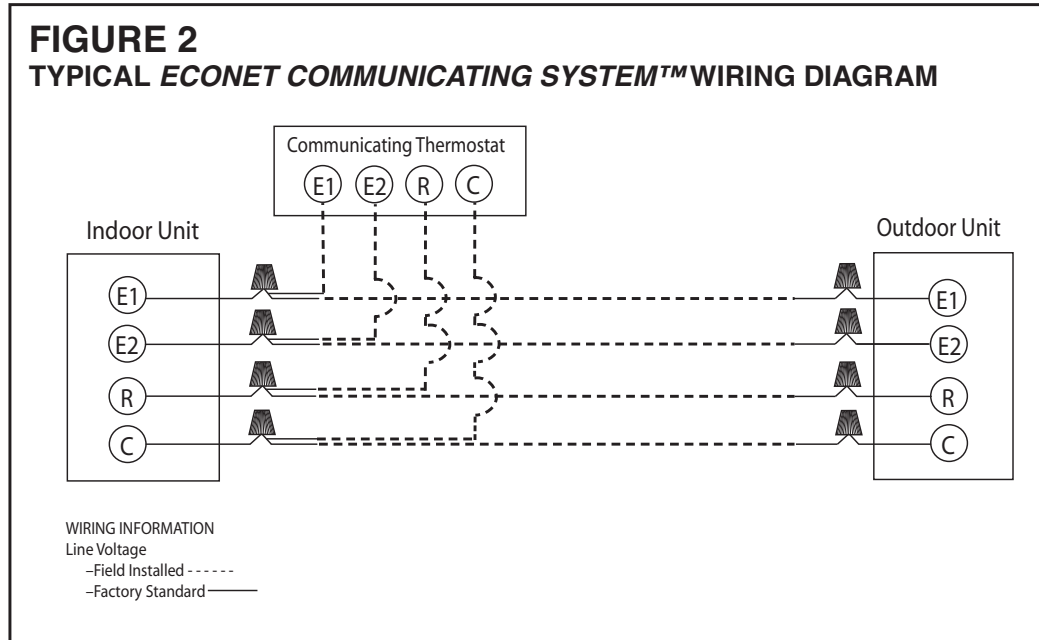 FIGURE 2
TYPICAL ECONET COMMUNICATING SYSTEM™ WIRING DIAGRAM
Communicating Thermostat
E1 E2 R C
Indoor Unit
Outdoor Unit
E1
E1
E2
E2
R
R
C
C
WIRING INFORMATION
Line Voltage
–Field Installed
–Factory Standard